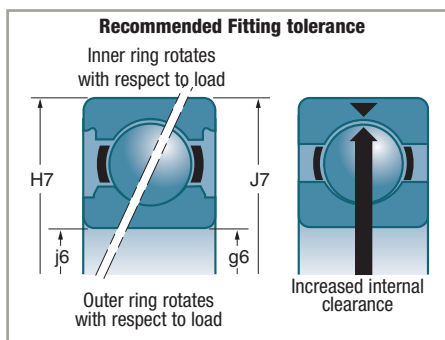 Recommended Fitting tolerance
Inner ring rotates
with respect to load
H7
J7
j6
g6
Outer ring rotates
with respect to load
Increased internal
clearance